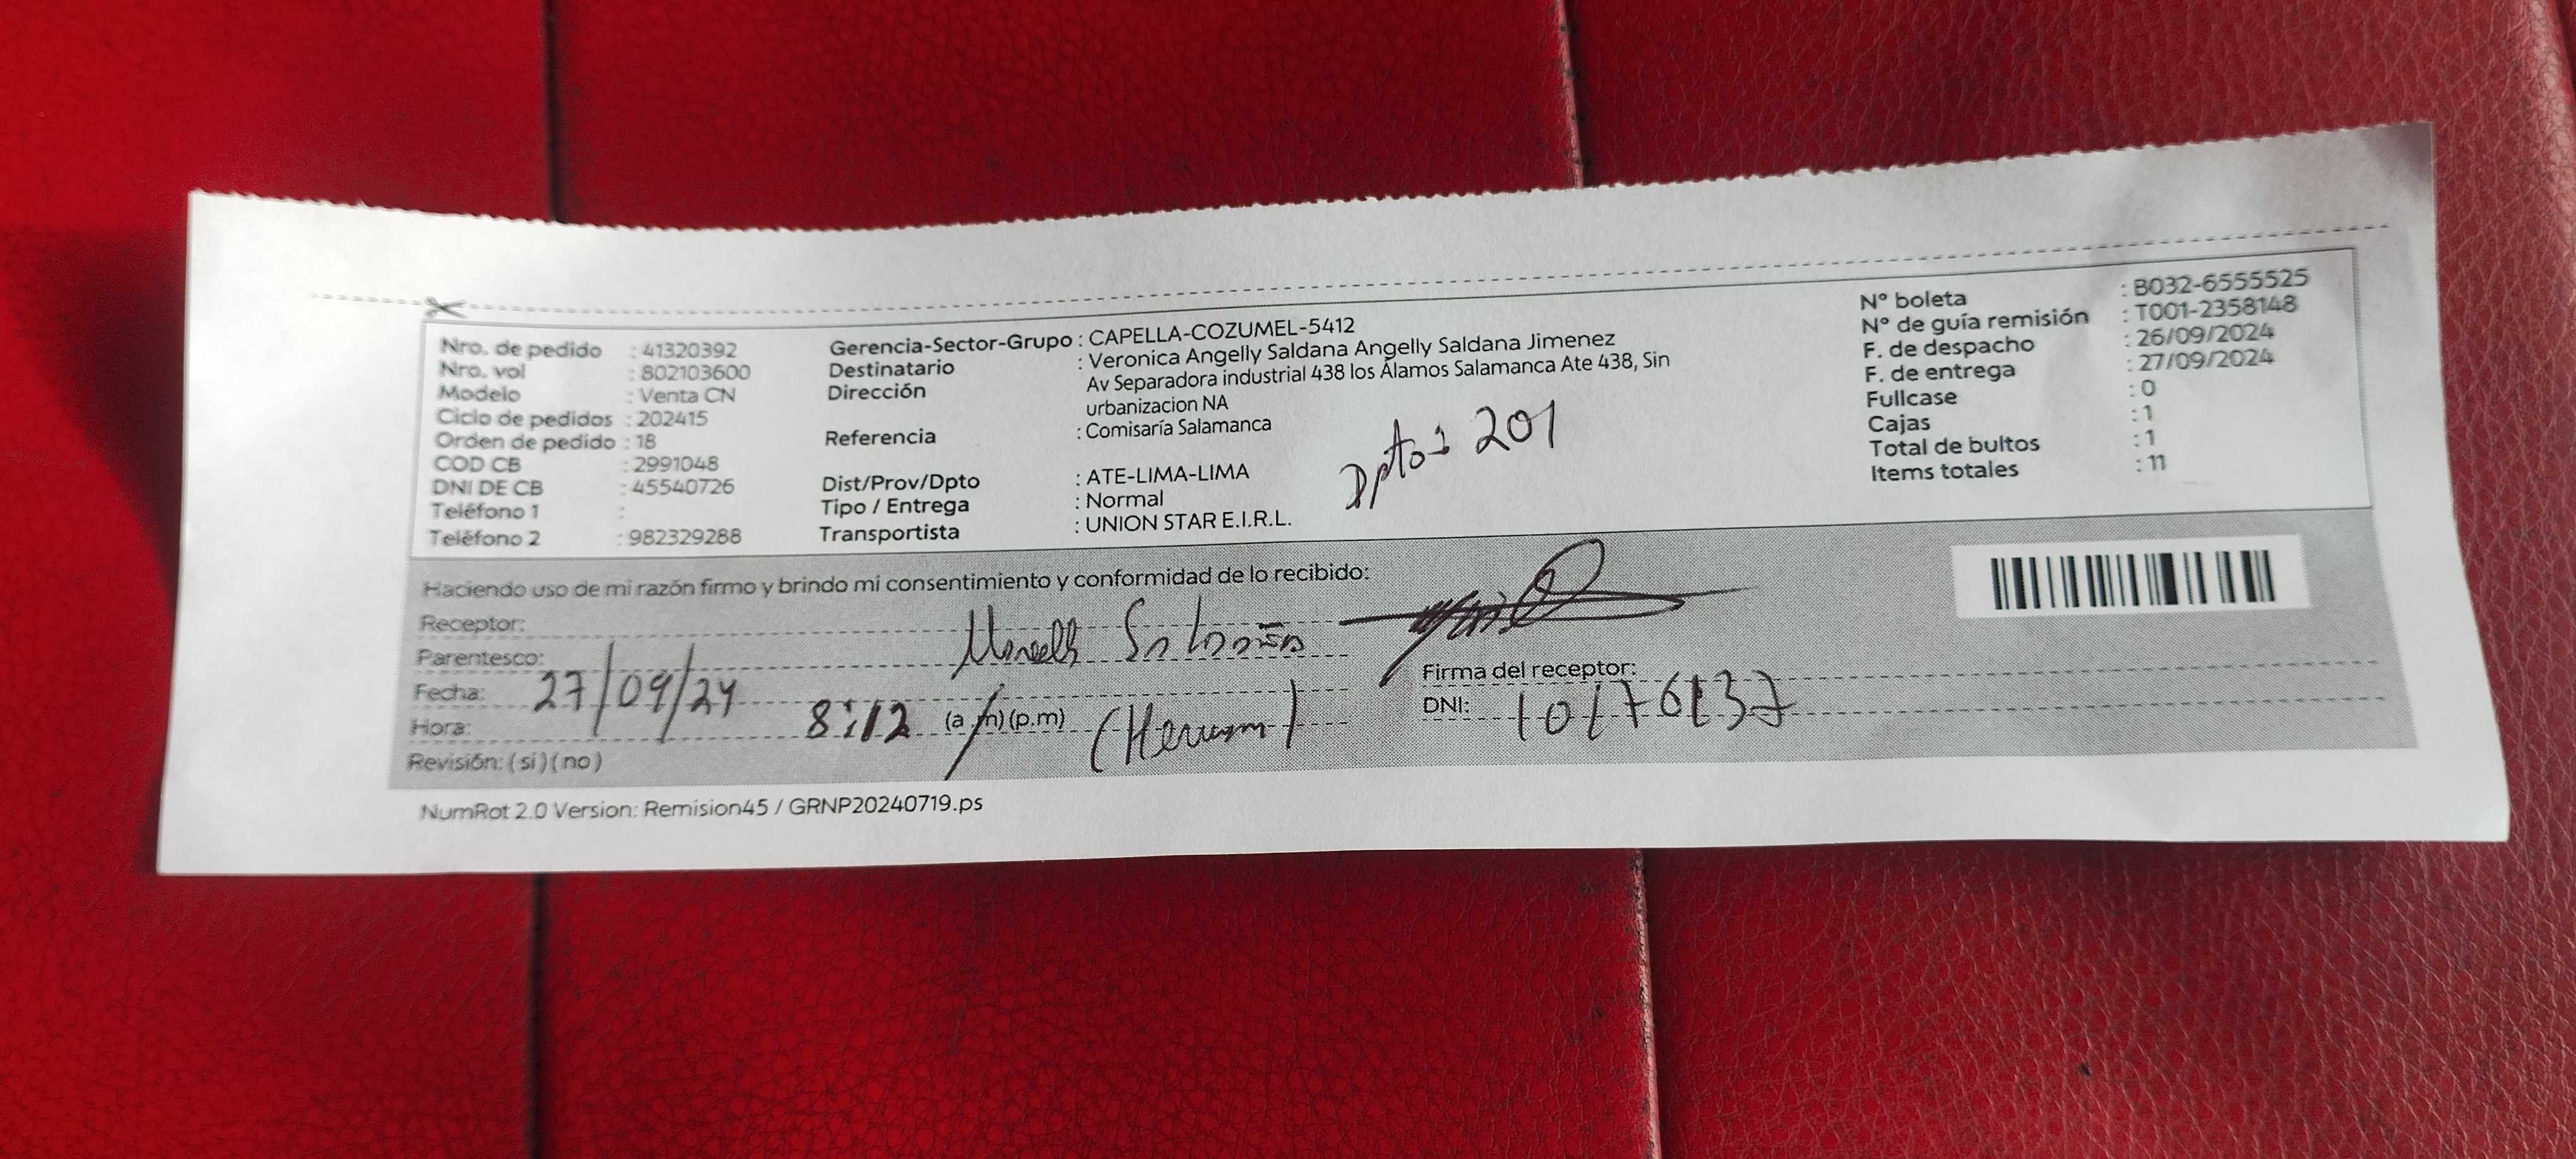 Nro. de pedido : 41320392
Nro. vol : 802103600
Modelo : Venta CN
Ciclo de pedidos : 202415
Orden de pedido : 18
COD CB : 2991048
DNI DE CB : 45540726
Teléfono 1 :
Teléfono 2 : 982329288
Gerencia-Sector-Grupo : CAPELLA-COZUMEL-5412
Destinatario : Veronica Angelly Saldana Angelly Saldana Jimenez
Dirección Av Separadora industrial 438 los Álamos Salamanca Ate 438, Sin
urbanizacion NA
Referencia : Comisaría Salamanca
Dist/Prov/Dpto : ATE-LIMA-LIMA
Tipo / Entrega : Normal
Transportista : UNION STAR E.I.R.L.
Dpto: 201
N° boleta : B032-6555525
N° de guía remisión : T001-2358148
F. de despacho : 26/09/2024
F. de entrega : 27/09/2024
Fullcase : 0
Cajas : 1
Total de bultos : 1
Items totales : 11
Haciendo uso de mi razón firmo y brindo mi consentimiento y conformidad de lo recibido:
Receptor:
Parentesco:
Fecha: 27/09/24
Hora: 8:12 (a.m)(p.m)
Revisión: (si)(no)
Firma del receptor:
DNI:
NumRot 2.0 Version: Remision45 / GRNP20240719.ps